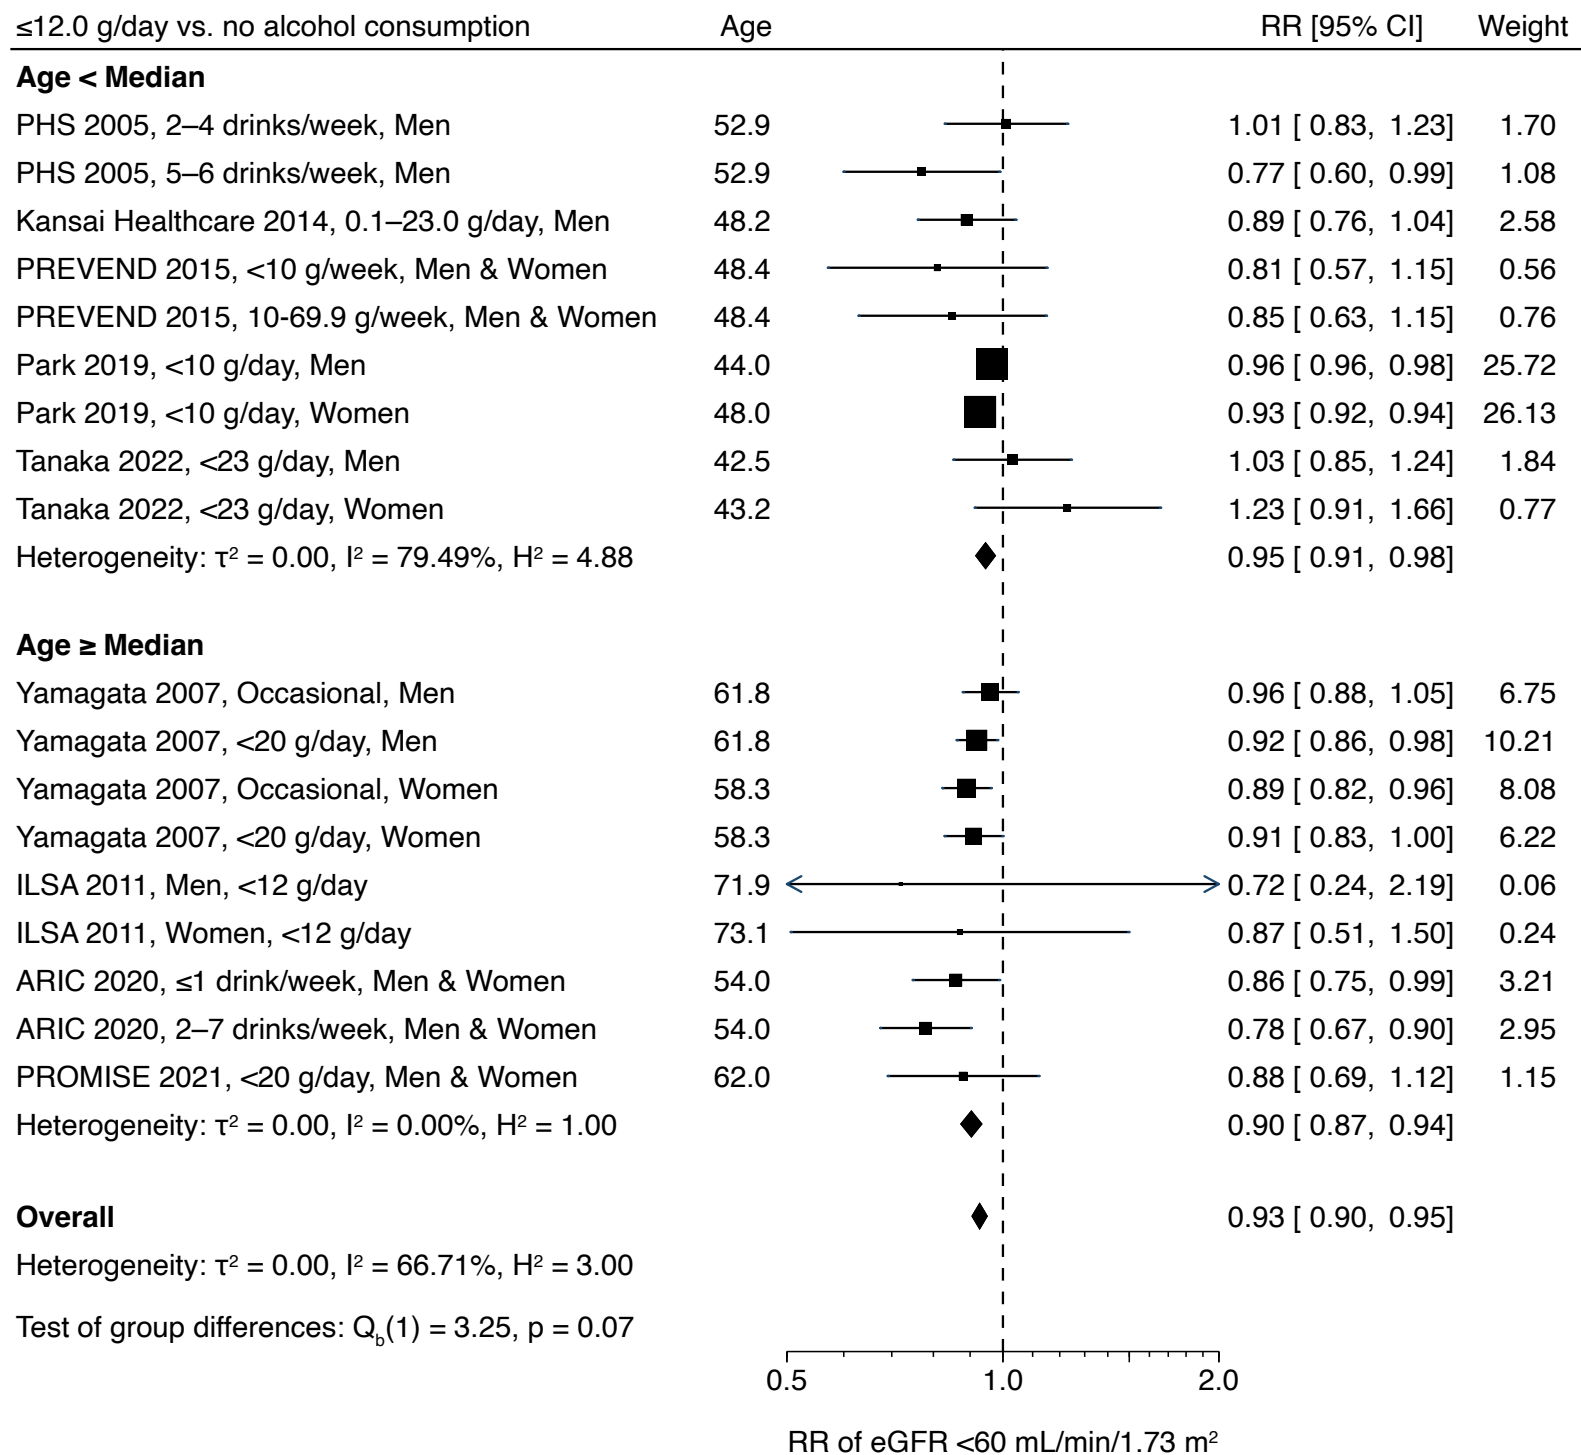 ≤12.0 g/day vs. no alcohol consumption Age RR [95% CI] Weight
Age < Median
PHS 2005, 2–4 drinks/week, Men 52.9 1.01 [ 0.83, 1.23] 1.70
PHS 2005, 5–6 drinks/week, Men 52.9 0.77 [ 0.60, 0.99] 1.08
Kansai Healthcare 2014, 0.1–23.0 g/day, Men 48.2 0.89 [ 0.76, 1.04] 2.58
PREVEND 2015, <10 g/week, Men & Women 48.4 0.81 [ 0.57, 1.15] 0.56
PREVEND 2015, 10-69.9 g/week, Men & Women 48.4 0.85 [ 0.63, 1.15] 0.76
Park 2019, <10 g/day, Men 44.0 0.96 [ 0.96, 0.98] 25.72
Park 2019, <10 g/day, Women 48.0 0.93 [ 0.92, 0.94] 26.13
Tanaka 2022, <23 g/day, Men 42.5 1.03 [ 0.85, 1.24] 1.84
Tanaka 2022, <23 g/day, Women 43.2 1.23 [ 0.91, 1.66] 0.77
Heterogeneity: τ² = 0.00, I² = 79.49%, H² = 4.88 0.95 [ 0.91, 0.98]
Age ≥ Median
Yamagata 2007, Occasional, Men 61.8 0.96 [ 0.88, 1.05] 6.75
Yamagata 2007, <20 g/day, Men 61.8 0.92 [ 0.86, 0.98] 10.21
Yamagata 2007, Occasional, Women 58.3 0.89 [ 0.82, 0.96] 8.08
Yamagata 2007, <20 g/day, Women 58.3 0.91 [ 0.83, 1.00] 6.22
ILSA 2011, Men, <12 g/day 71.9 0.72 [ 0.24, 2.19] 0.06
ILSA 2011, Women, <12 g/day 73.1 0.87 [ 0.51, 1.50] 0.24
ARIC 2020, ≤1 drink/week, Men & Women 54.0 0.86 [ 0.75, 0.99] 3.21
ARIC 2020, 2–7 drinks/week, Men & Women 54.0 0.78 [ 0.67, 0.90] 2.95
PROMISE 2021, <20 g/day, Men & Women 62.0 0.88 [ 0.69, 1.12] 1.15
Heterogeneity: τ² = 0.00, I² = 0.00%, H² = 1.00 0.90 [ 0.87, 0.94]
Overall 0.93 [ 0.90, 0.95]
Heterogeneity: τ² = 0.00, I² = 66.71%, H² = 3.00
Test of group differences: Q_b(1) = 3.25, p = 0.07
0.5 1.0 2.0
RR of eGFR <60 mL/min/1.73 m²